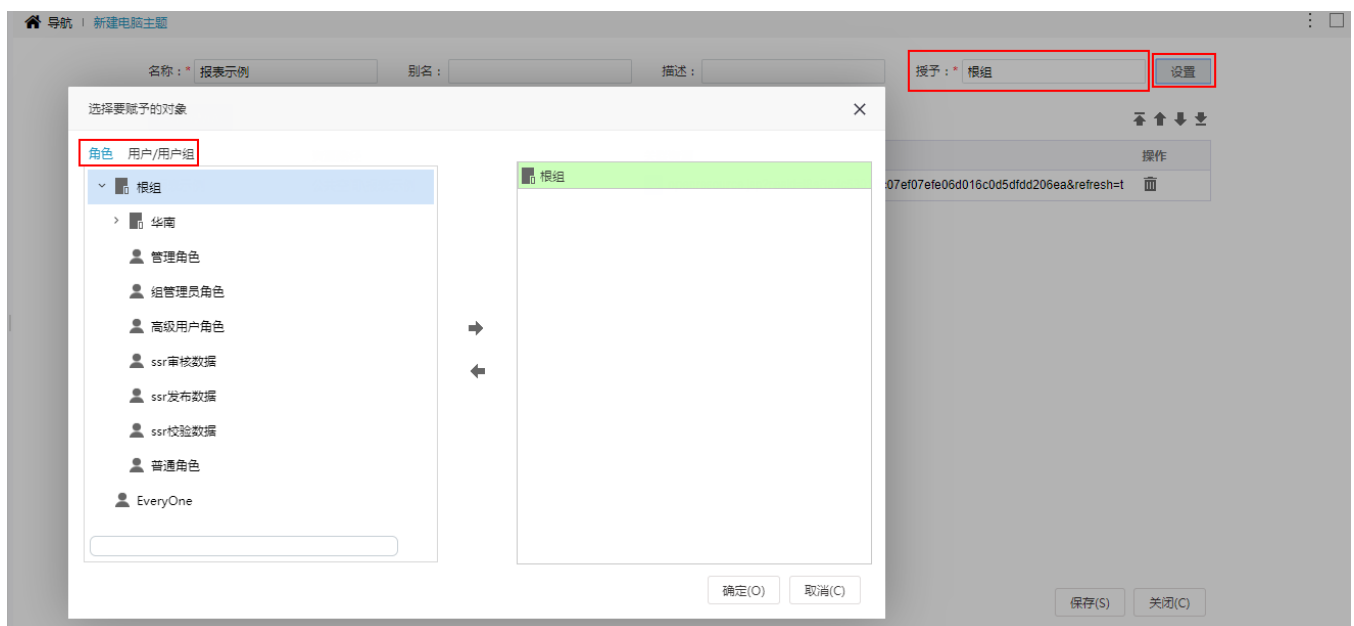 导航 新建电脑主题
名称：* 报表示例 别名： 描述： 授予：* 根组 设置
选择要赋予的对象
角色 用户/用户组
操作
根组
根组
:07ef07efe06d016c0d5dfdd206ea&refresh=t
华南
管理角色
组管理员角色
高级用户角色
ssr审核数据
ssr发布数据
ssr校验数据
普通角色
EveryOne
确定(O) 取消(C)
保存(S) 关闭(C)